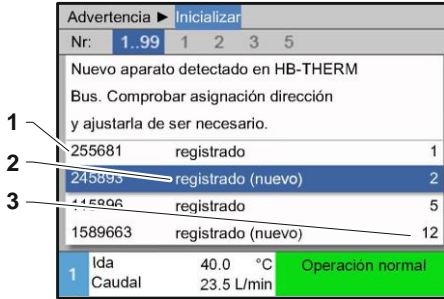 Advertencia ► Inicializar
Nr: 1..99 1 2 3 5
Nuevo aparato detectado en HB-THERM
Bus. Comprobar asignación dirección
y ajustarla de ser necesario.
1
255681 registrado 1
2
245893 registrado (nuevo) 2
3
115896 registrado 5
1589663 registrado (nuevo) 12
1
Ida 40.0 °C
Caudal 23.5 L/min
Operación normal